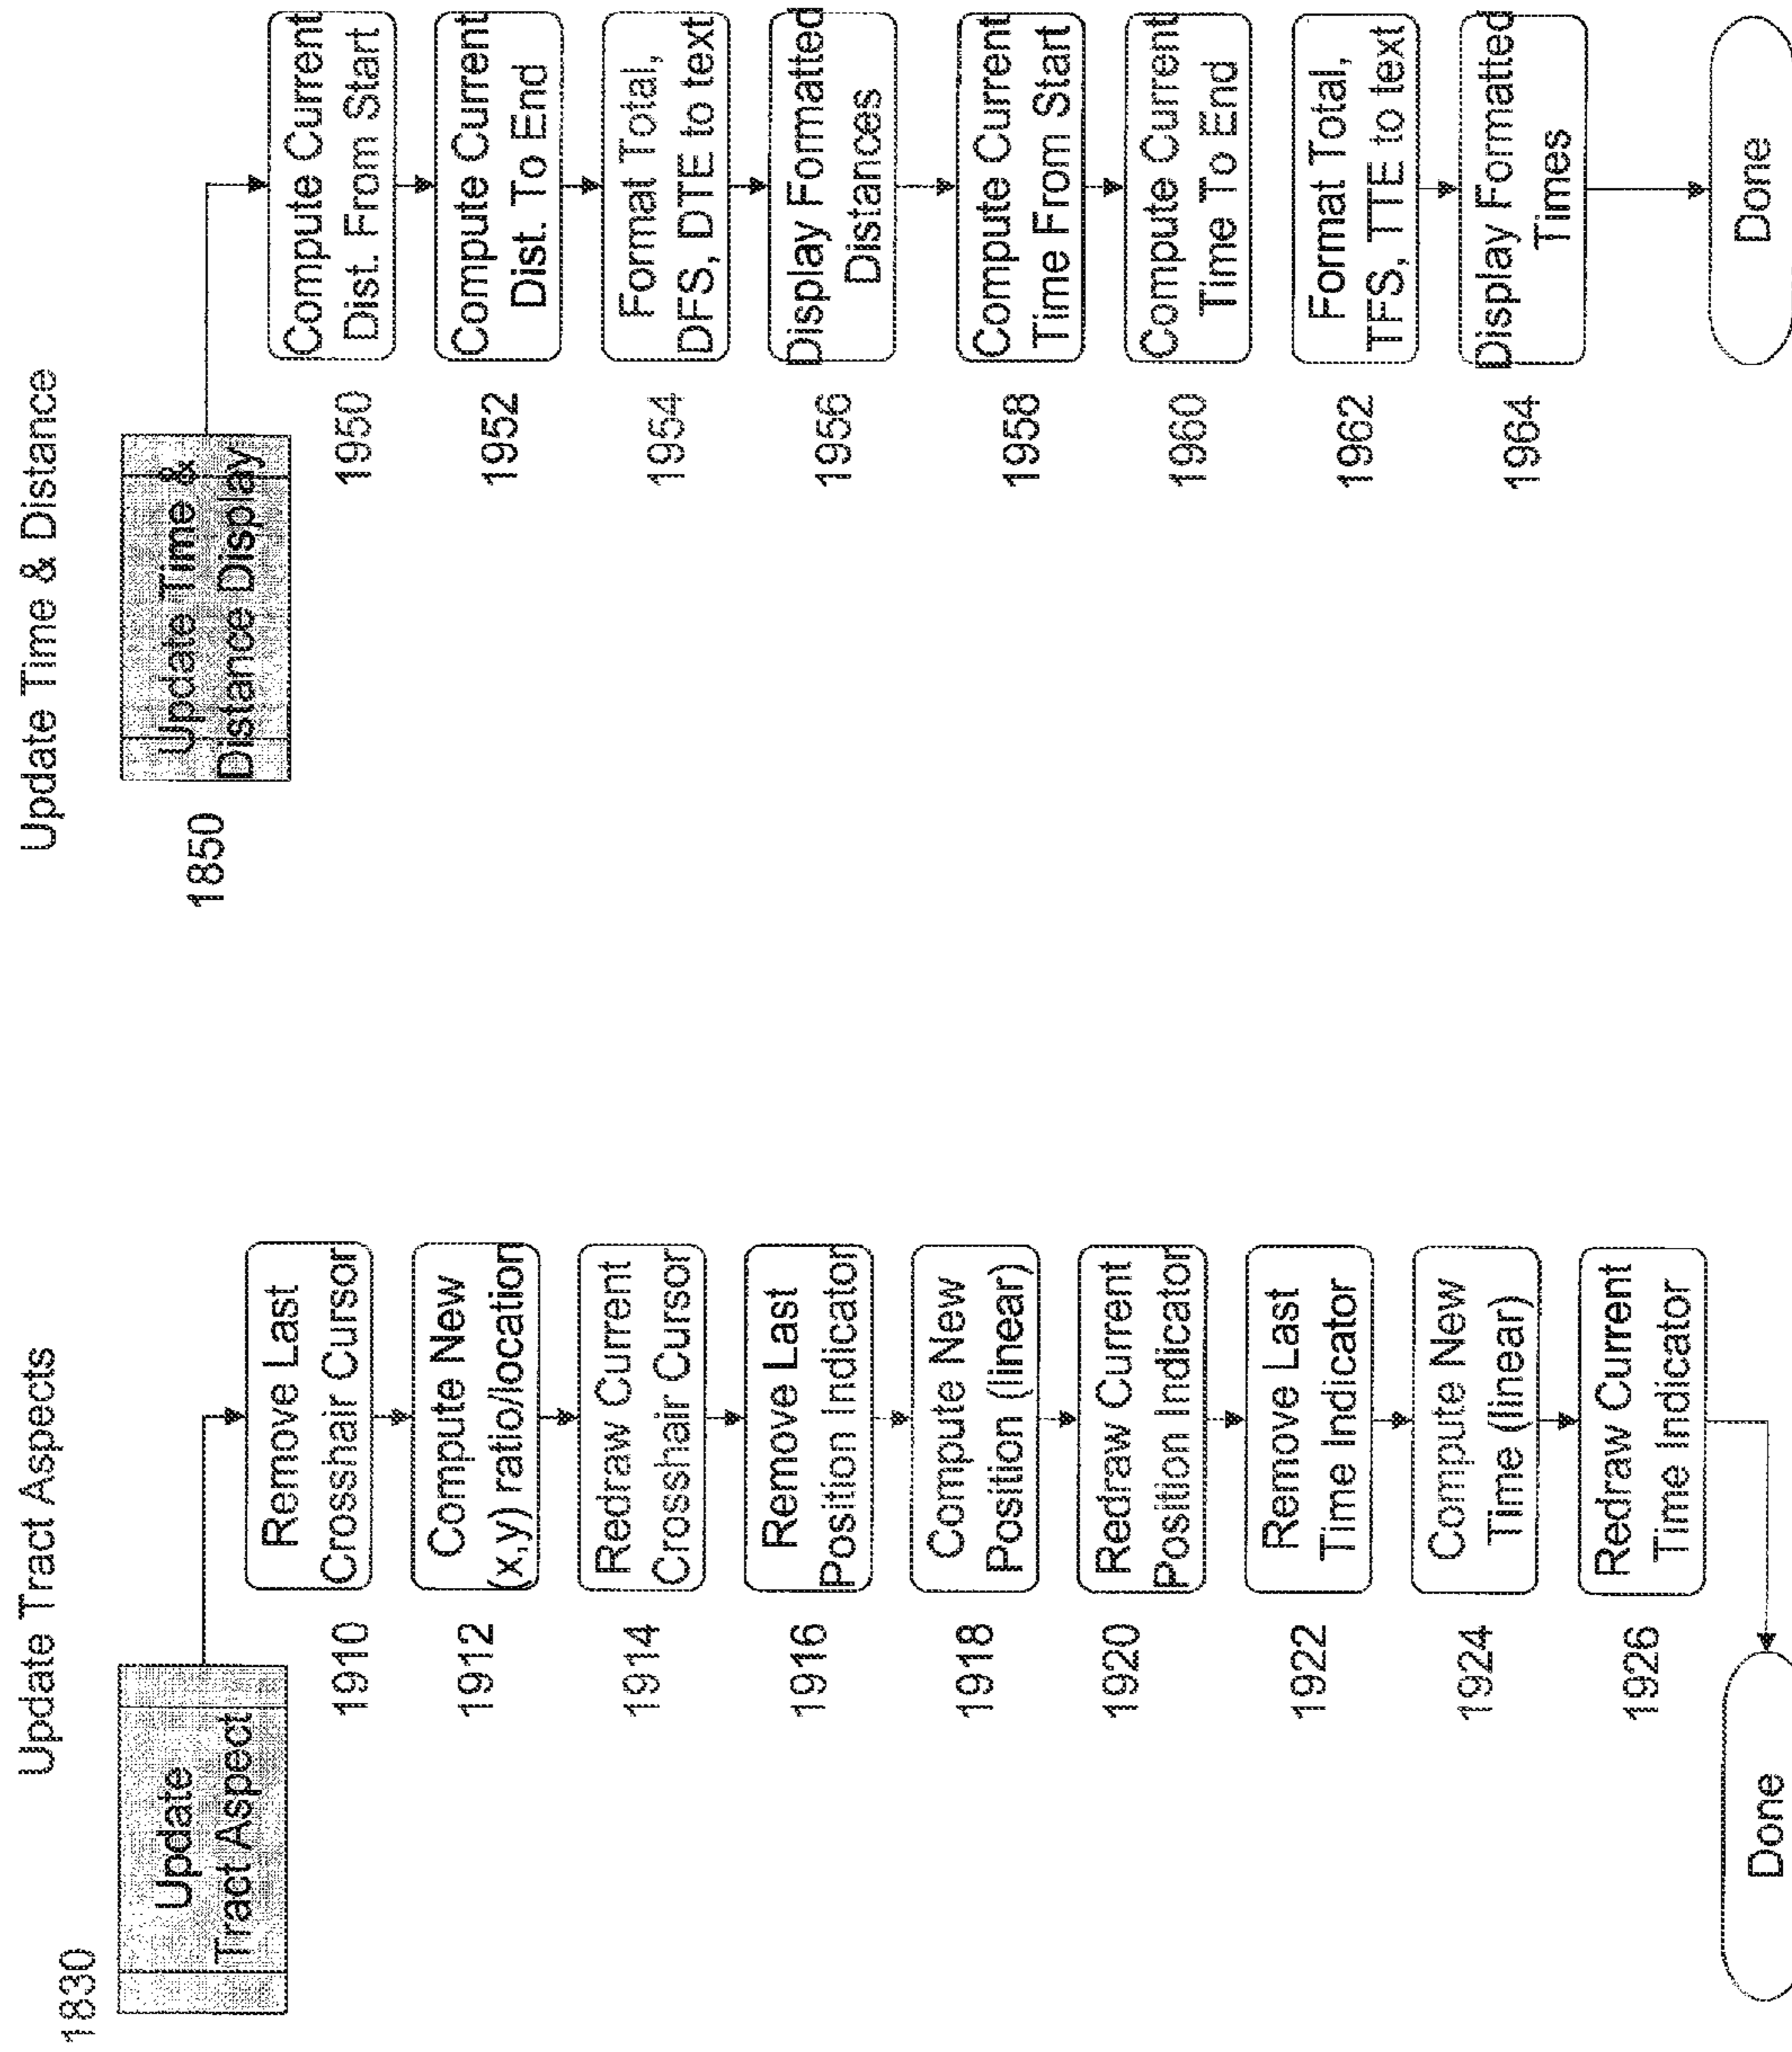 Update Tract Aspects
1830
Update
Tract Aspect
1910
Remove Last
Crosshair Cursor
1912
Compute New
(x,y) ratio/location
1914
Redraw Current
Crosshair Cursor
1916
Remove Last
Position Indicator
1918
Compute New
Position (linear)
1920
Redraw Current
Position Indicator
1922
Remove Last
Time Indicator
1924
Compute New
Time (linear)
1926
Redraw Current
Time Indicator
Done
Update Time & Distance
1850
Update Time &
Distance Display
1950
Compute Current
Dist. From Start
1952
Compute Current
Dist. To End
1954
Format Total,
DFS, DTE to text
1956
Display Formatted
Distances
1958
Compute Current
Time From Start
1960
Compute Current
Time To End
1962
Format Total,
TFS, TTE to text
1964
Display Formatted
Times
Done